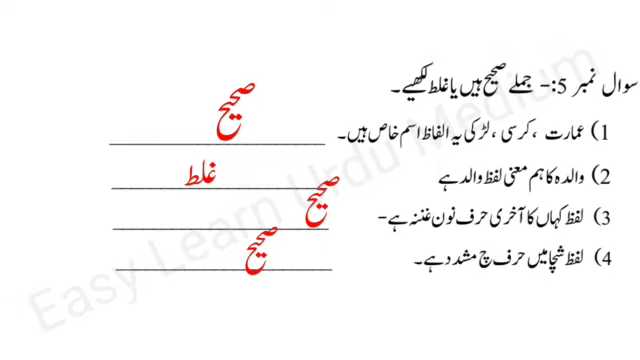 سوال نمبر 5:- جملے صحیح ہیں یا غلط لکھیے۔
1) عمارت ، کرسی ، لڑکی یہ الفاظ اسم خاص ہیں۔ صحیح
2) والدہ کا ہم معنی لفظ والد ہے غلط
3) لفظ کہاں کا آخری حرف نون غننہ ہے - صحیح
4) لفظ سچا میں حرف چ مشدد ہے۔ صحیح
Easy Learn Urdu Medium